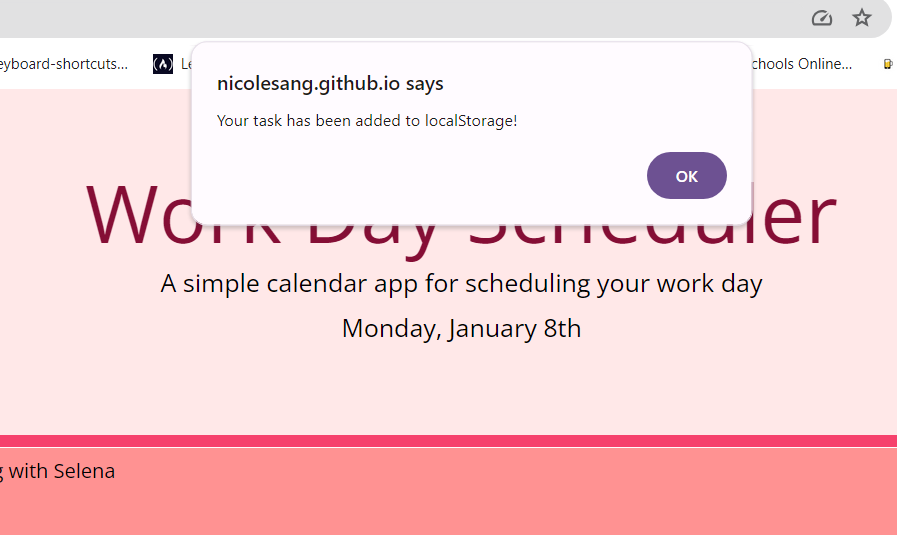 eyboard-shortcuts...
Le
chools Online...
nicolesang.github.io says
Your task has been added to localStorage!
OK
Work Day Scheduler
A simple calendar app for scheduling your work day
Monday, January 8th
g with Selena